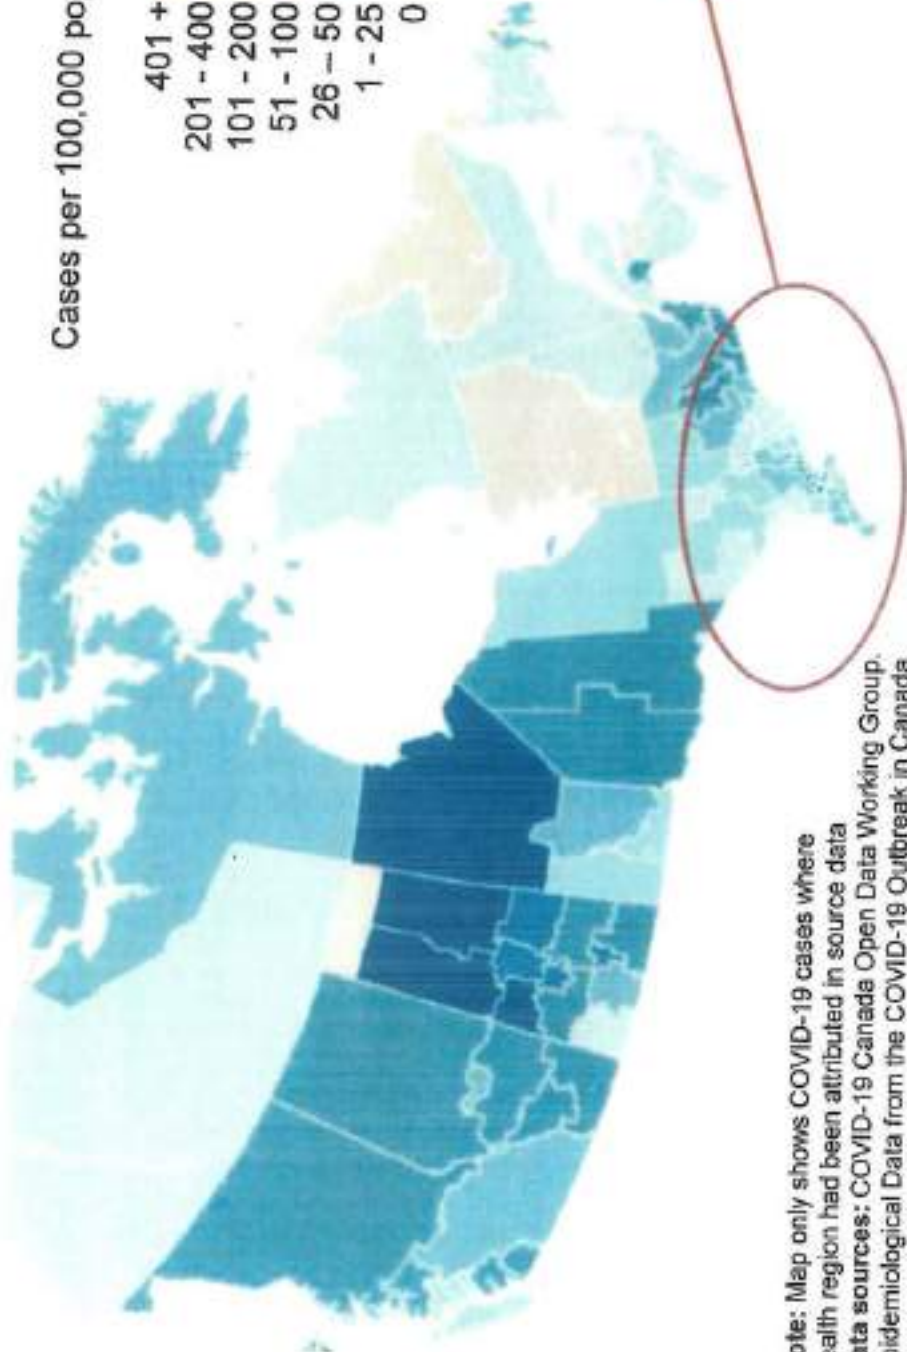 Cases per 100,000 po
401 +
201 - 400
101 - 200
51 - 100
26 – 50
1 - 25
0
ote: Map only shows COVID-19 cases where
ealth region had been attributed in source data
ata sources: COVID-19 Canada Open Data Working Group.
pidemiological Data from the COVID-19 Outbreak in Canada